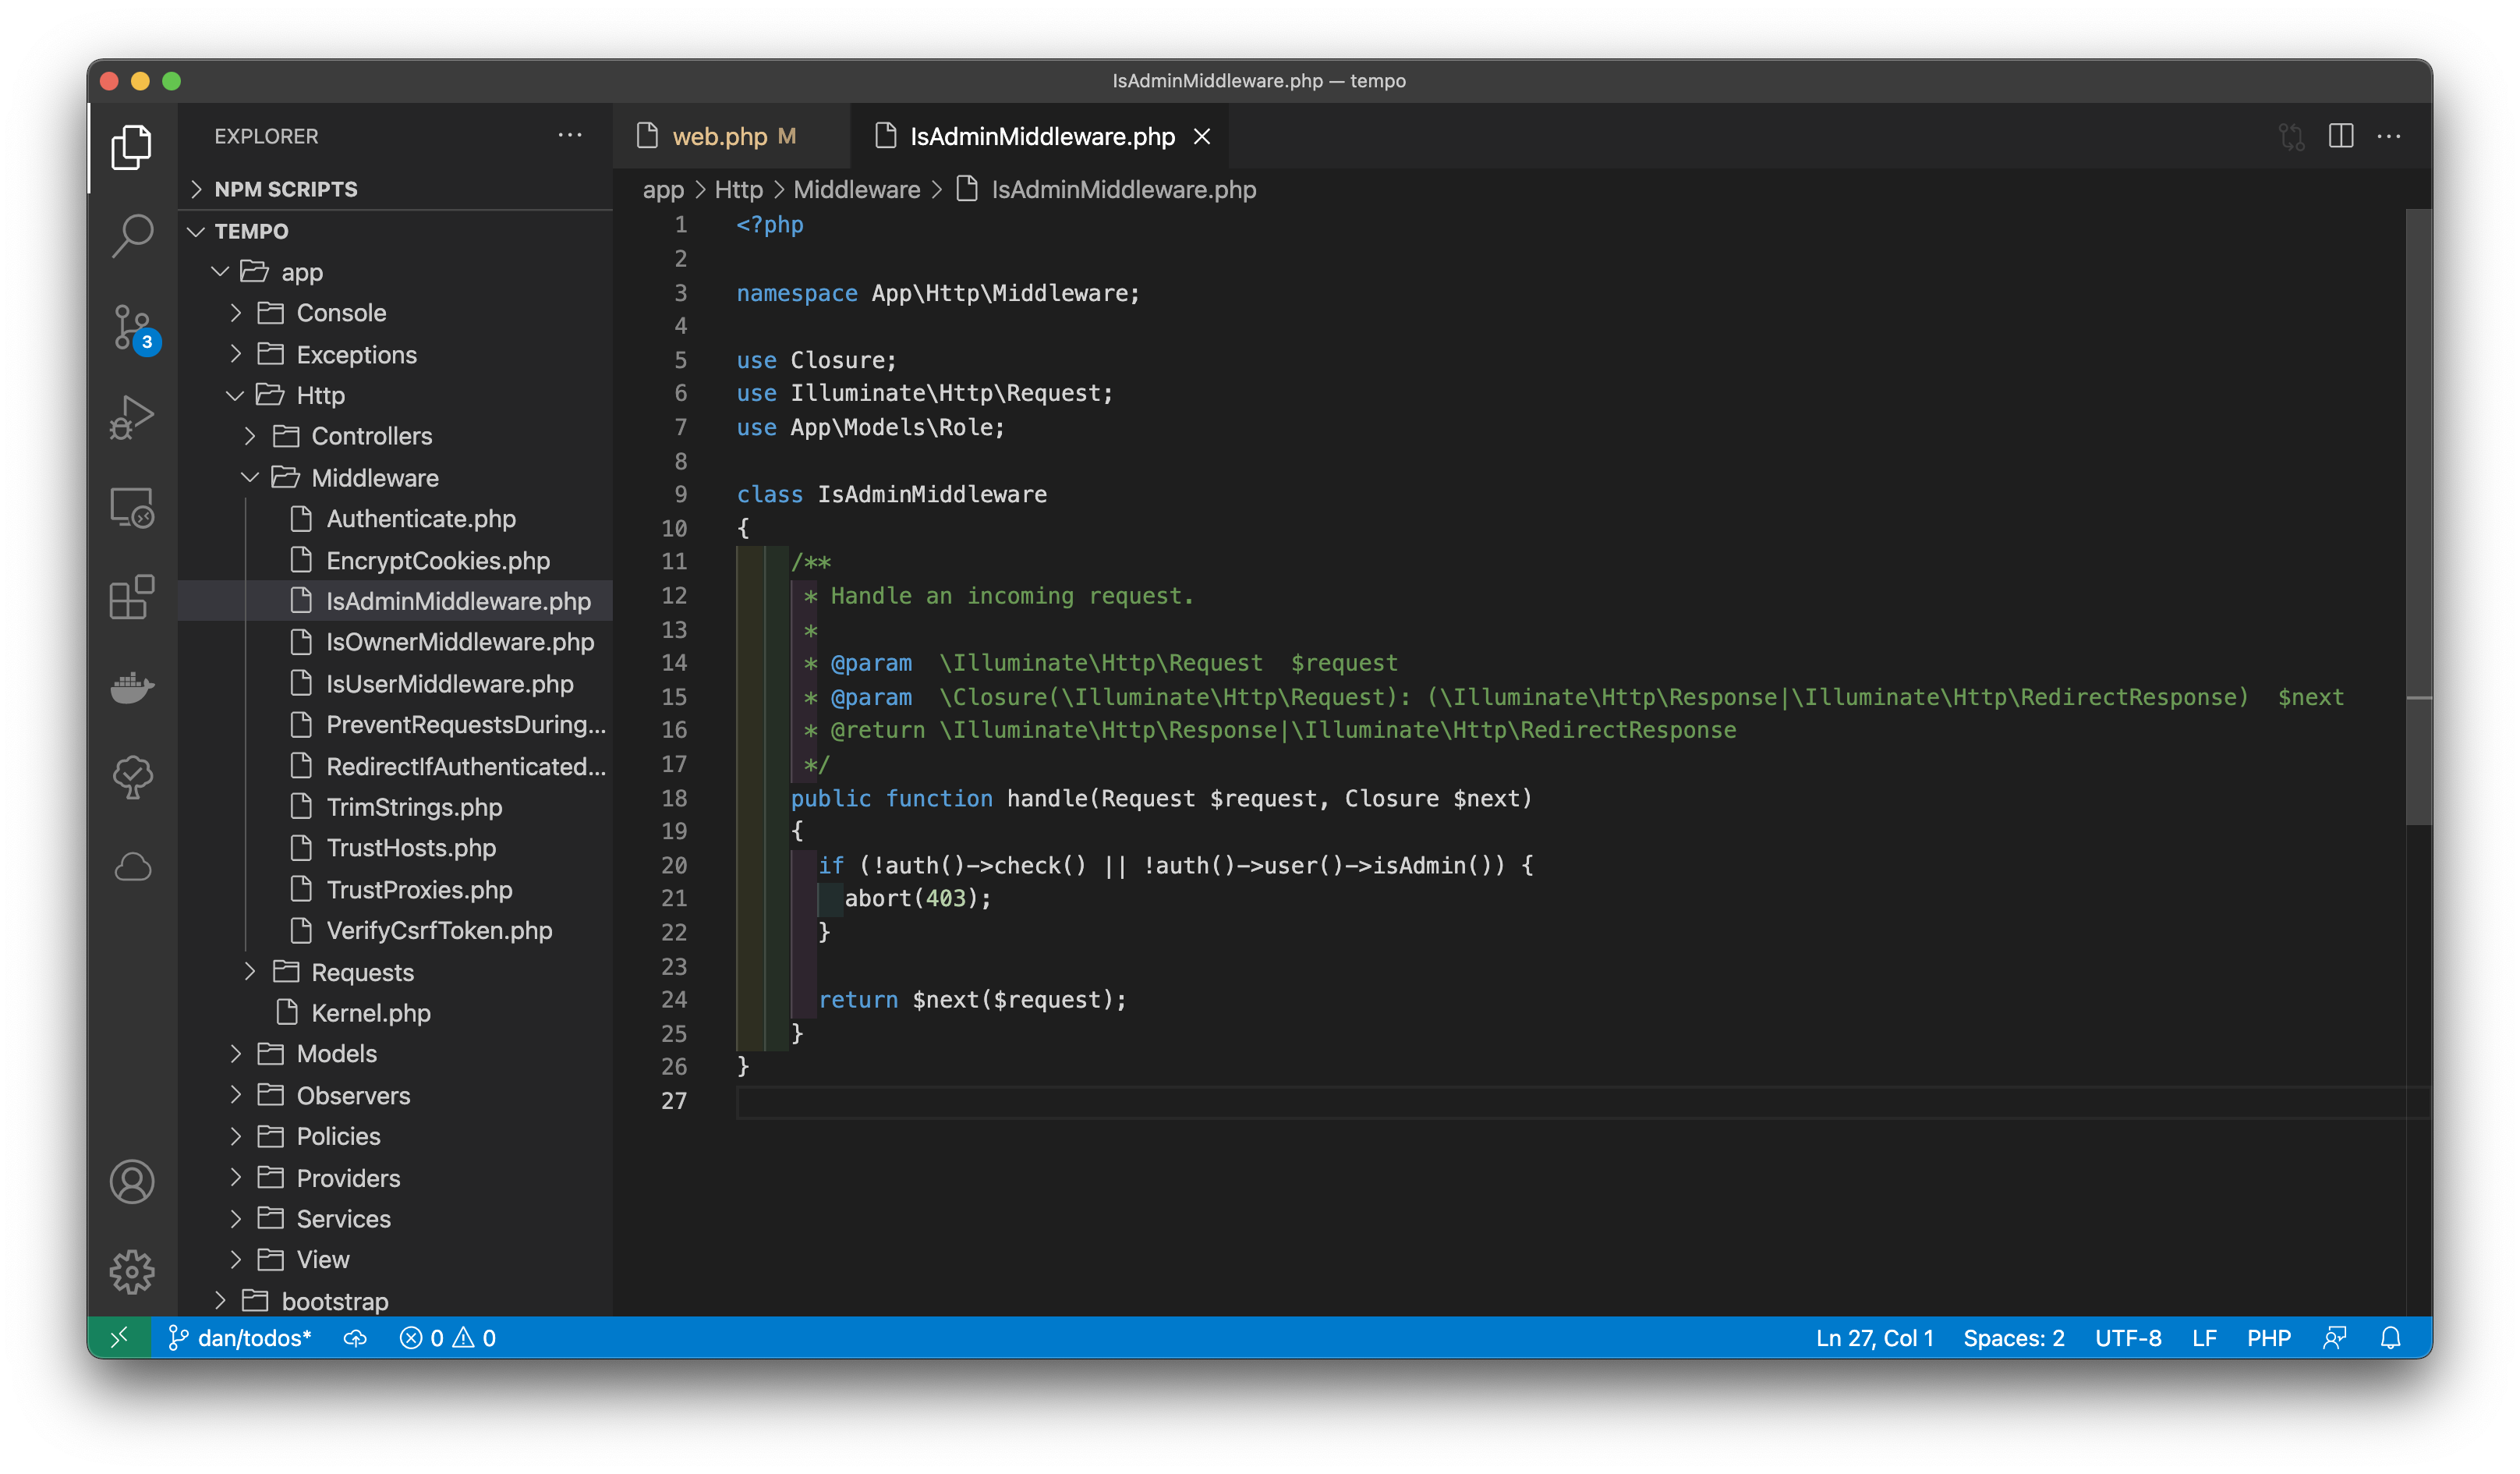 IsAdminMiddleware.php — tempo
EXPLORER
NPM SCRIPTS
TEMPO
app
Console
Exceptions
Http
Controllers
Middleware
Authenticate.php
EncryptCookies.php
IsAdminMiddleware.php
IsOwnerMiddleware.php
IsUserMiddleware.php
PreventRequestsDuring...
RedirectIfAuthenticated...
TrimStrings.php
TrustHosts.php
TrustProxies.php
VerifyCsrfToken.php
Requests
Kernel.php
Models
Observers
Policies
Providers
Services
View
bootstrap
3
web.php M
IsAdminMiddleware.php
app > Http > Middleware > IsAdminMiddleware.php
1 <?php
2
3 namespace App\Http\Middleware;
4
5 use Closure;
6 use Illuminate\Http\Request;
7 use App\Models\Role;
8
9 class IsAdminMiddleware
10 {
11     /**
12      * Handle an incoming request.
13      *
14      * @param  \Illuminate\Http\Request  $request
15      * @param  \Closure(\Illuminate\Http\Request): (\Illuminate\Http\Response|\Illuminate\Http\RedirectResponse)  $next
16      * @return \Illuminate\Http\Response|\Illuminate\Http\RedirectResponse
17      */
18     public function handle(Request $request, Closure $next)
19     {
20       if (!auth()->check() || !auth()->user()->isAdmin()) {
21         abort(403);
22       }
23
24       return $next($request);
25     }
26 }
27
dan/todos* 0 0 Ln 27, Col 1 Spaces: 2 UTF-8 LF PHP